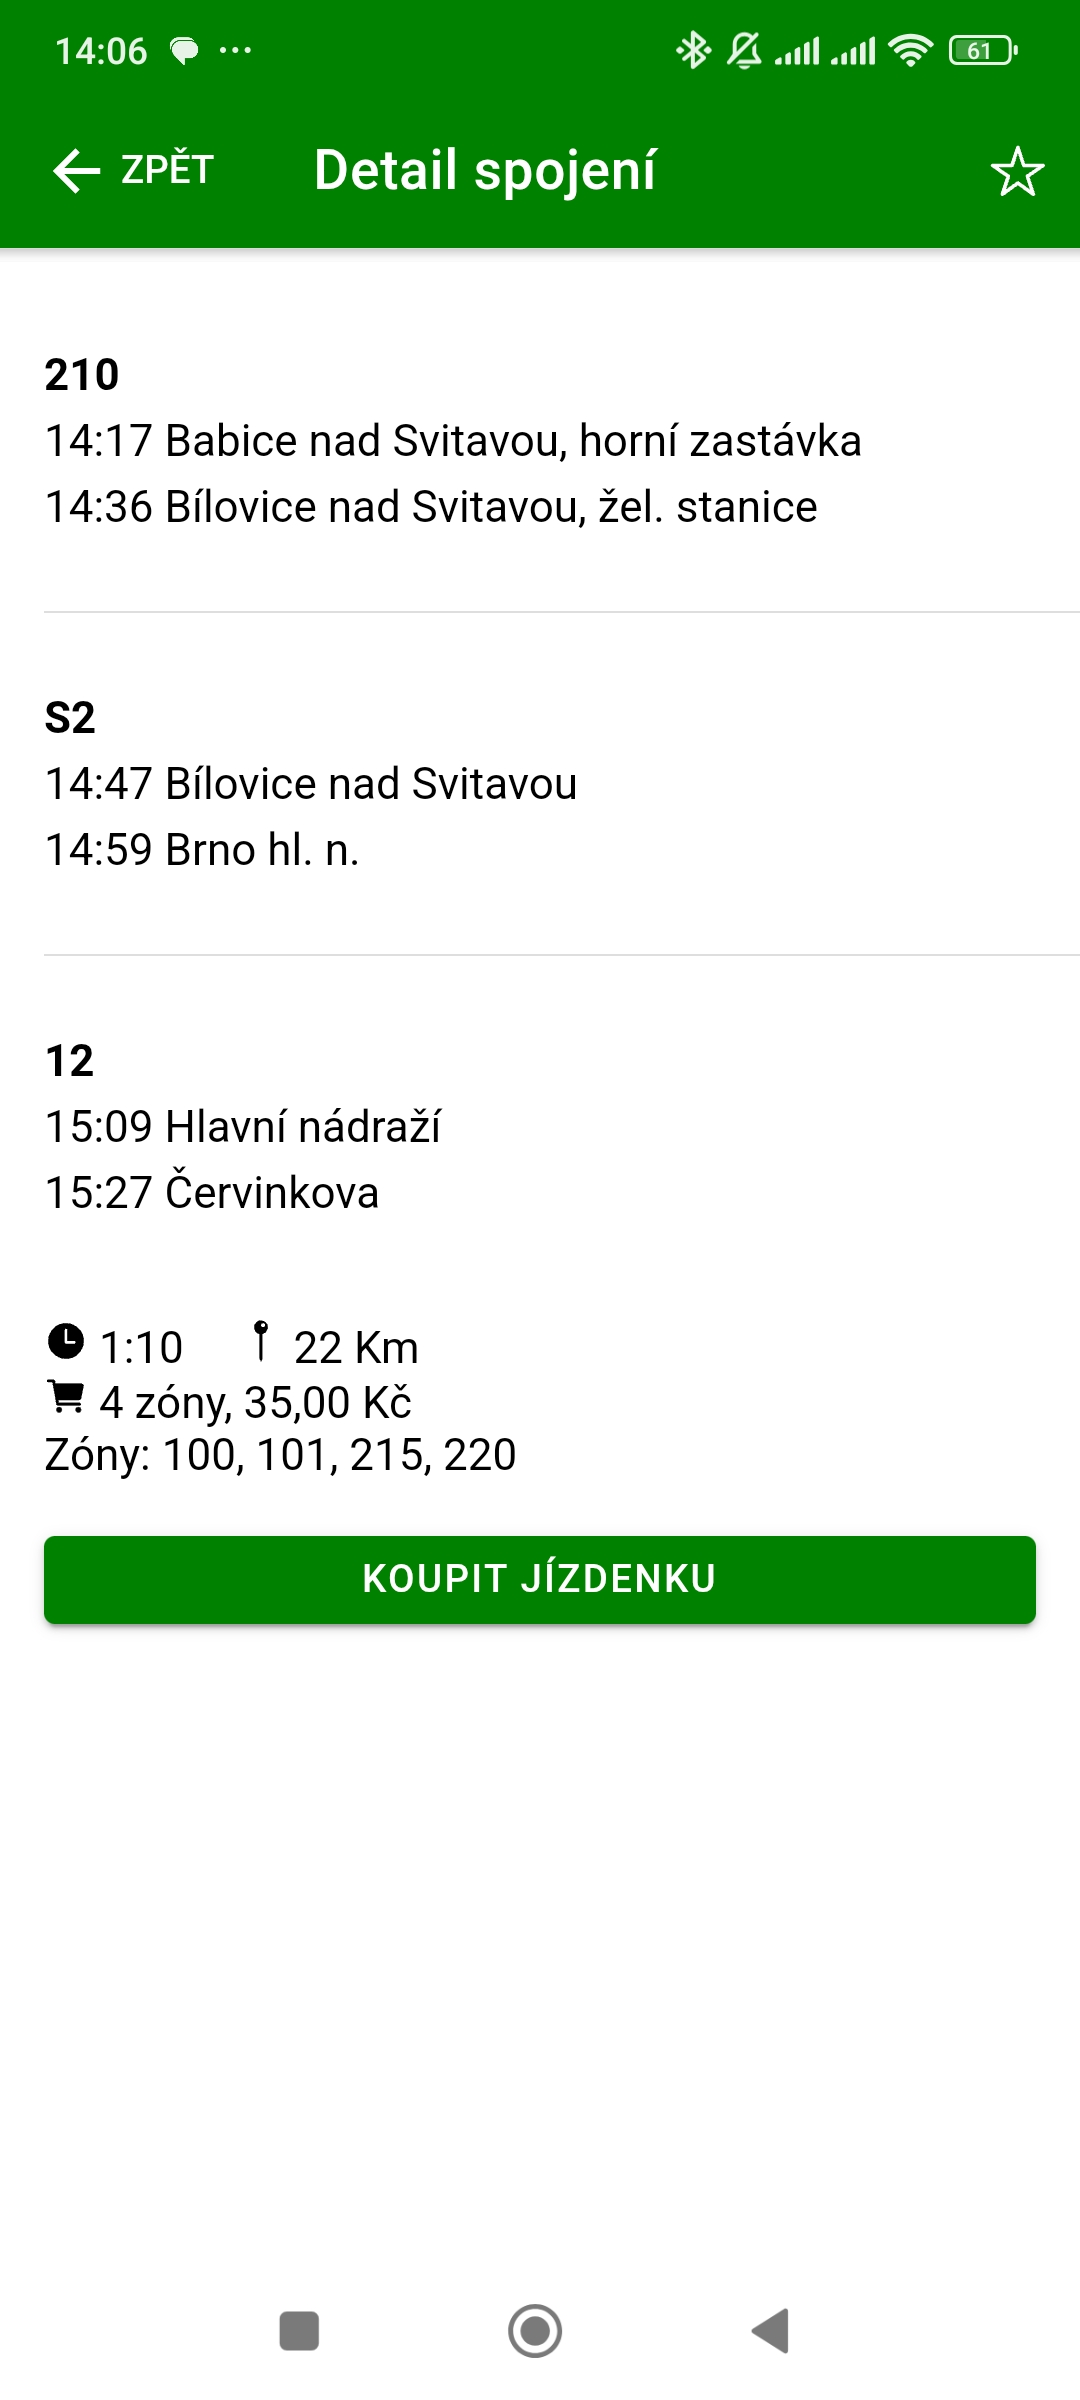 14:06
61
ZPĚT Detail spojení
210
14:17 Babice nad Svitavou, horní zastávka
14:36 Bílovice nad Svitavou, žel. stanice
S2
14:47 Bílovice nad Svitavou
14:59 Brno hl. n.
12
15:09 Hlavní nádraží
15:27 Červinkova
1:10 22 Km
4 zóny, 35,00 Kč
Zóny: 100, 101, 215, 220
KOUPIT JÍZDENKU